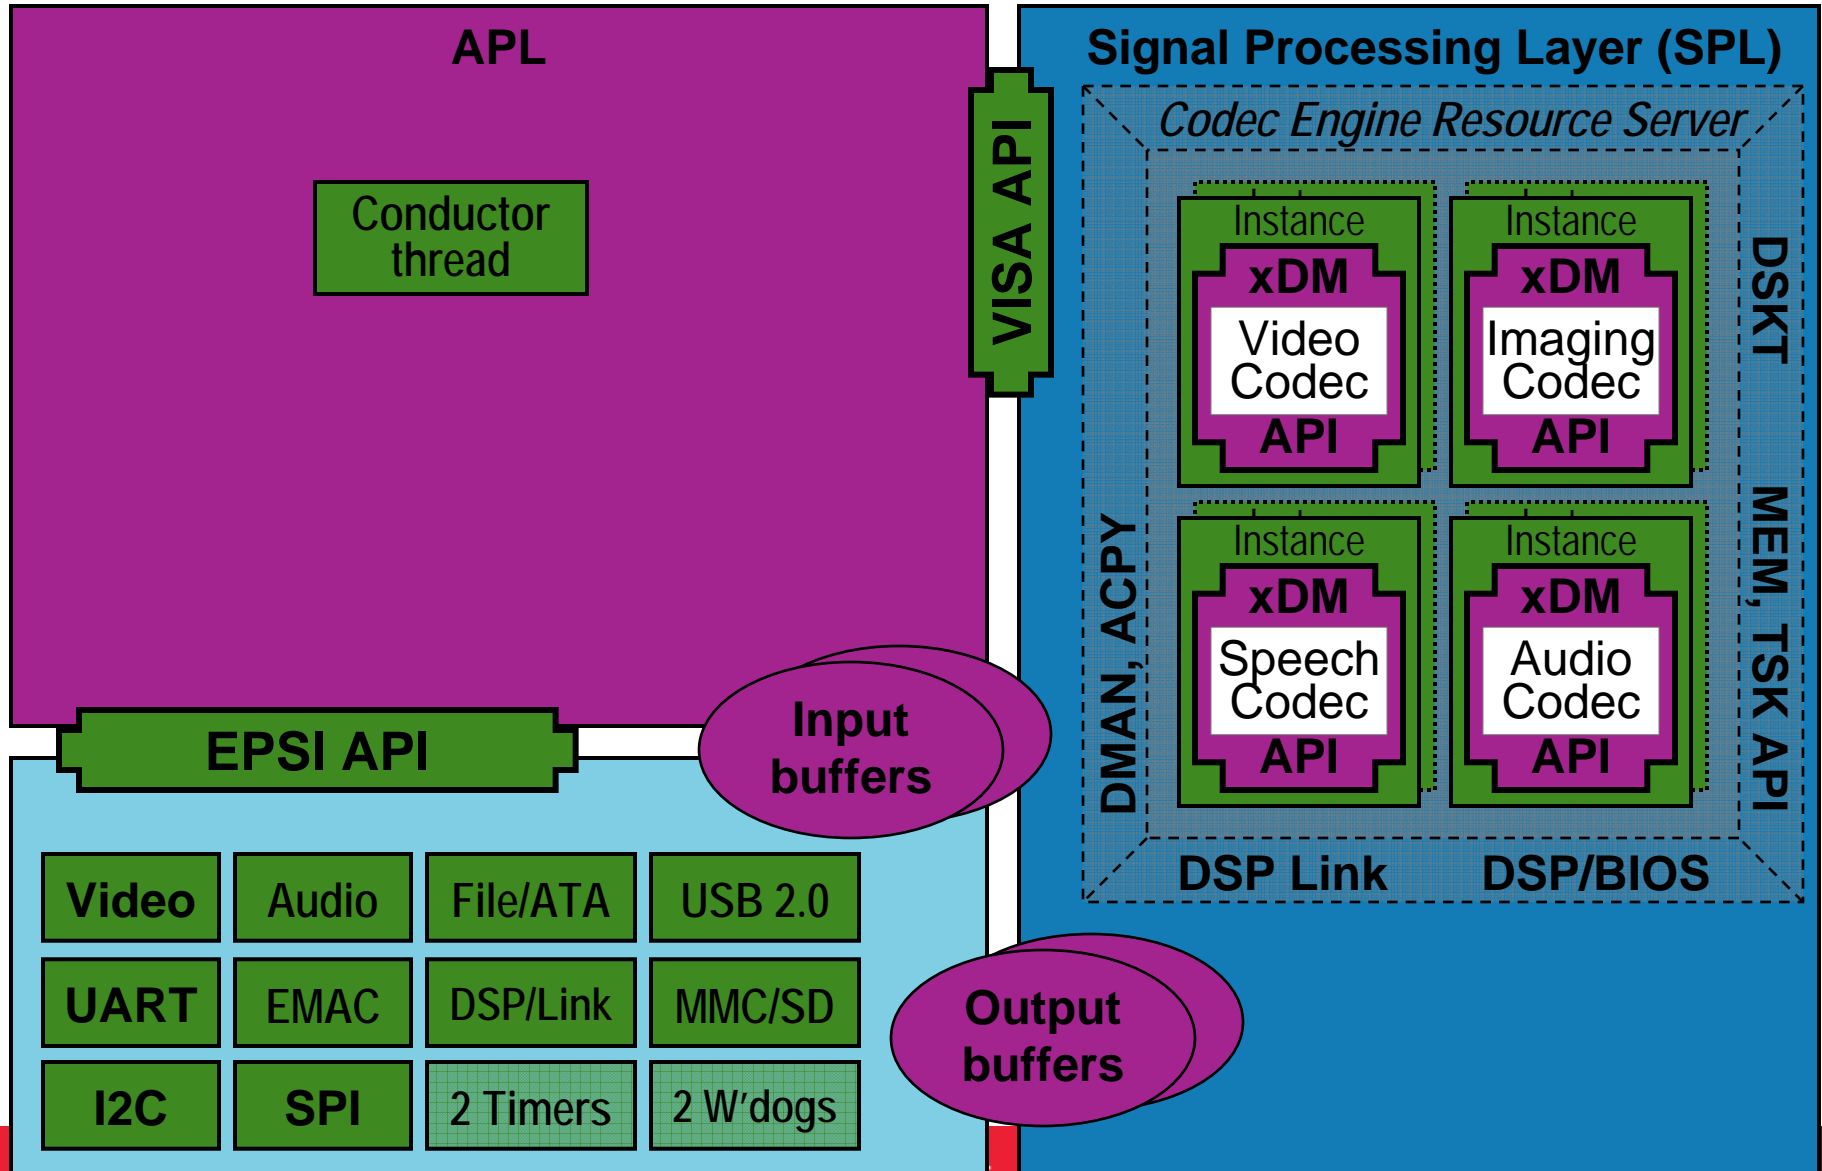 APL
Conductor
thread
VISA API
EPSI API
Input
buffers
Video
Audio
File/ATA
USB 2.0
UART
EMAC
DSP/Link
MMC/SD
I2C
SPI
2 Timers
2 W'dogs
Output
buffers
Signal Processing Layer (SPL)
Codec Engine Resource Server
Instance
xDM
Video
Codec
API
Instance
xDM
Imaging
Codec
API
Instance
xDM
Speech
Codec
API
Instance
xDM
Audio
Codec
API
DSKT
MEM, TSK API
DMAN, ACPY
DSP Link
DSP/BIOS